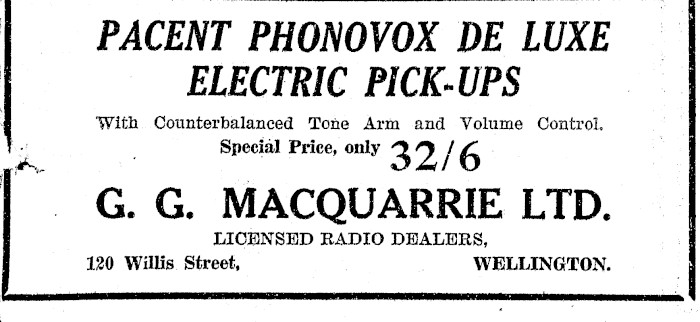 PACENT PHONOVOX DE LUXE
ELECTRIC PICK-UPS
With Counterbalanced Tone Arm and Volume Control.
Special Price, only 32/6
G. G. MACQUARRIE LTD.
LICENSED RADIO DEALERS,
120 Willis Street, WELLINGTON.